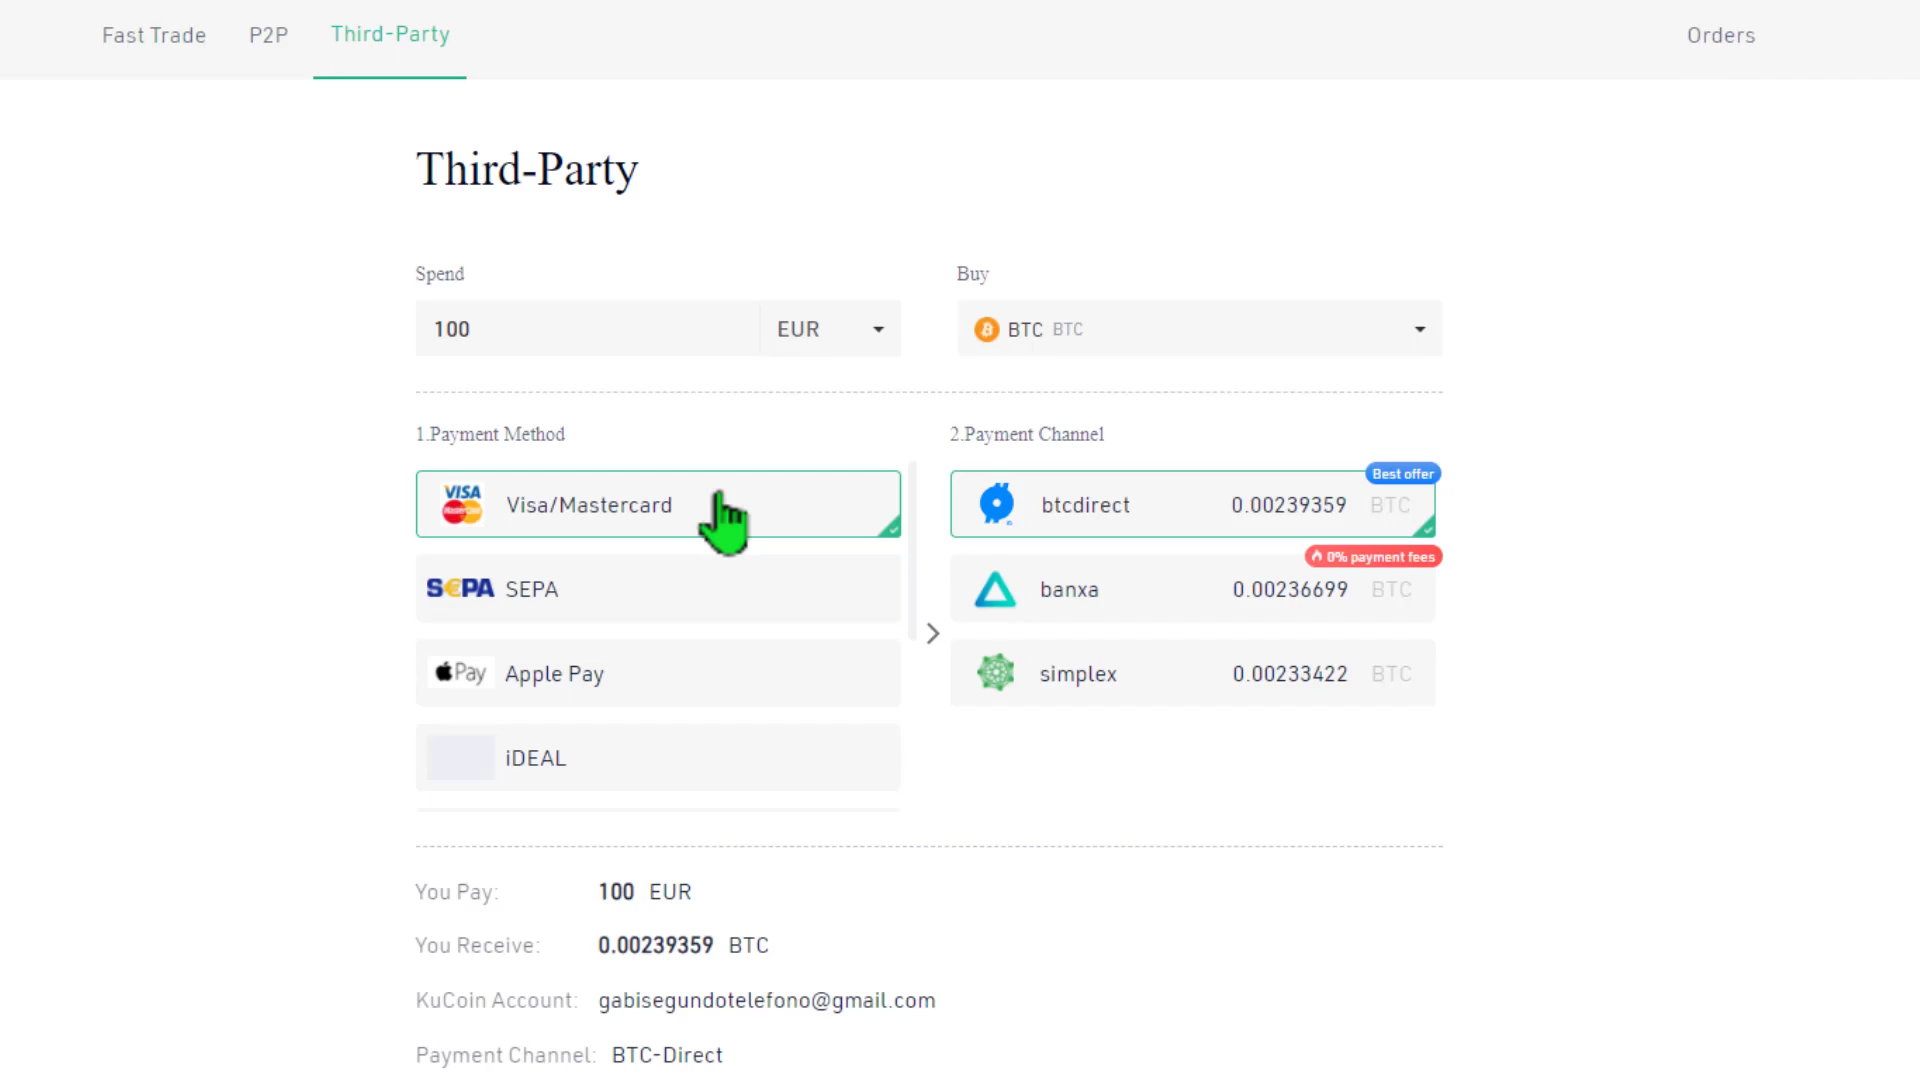 Fast Trade P2P Third-Party Orders
Third-Party
Spend Buy
100 EUR BTC BTC
1.Payment Method 2.Payment Channel
Best offer
VISA MasterCard Visa/Mastercard btcdirect 0.00239359 BTC
0% payment fees
S€PA SEPA banxa 0.00236699 BTC
Pay Apple Pay simplex 0.00233422 BTC
iDEAL
You Pay: 100 EUR
You Receive: 0.00239359 BTC
KuCoin Account: gabisegundotelefono@gmail.com
Payment Channel: BTC-Direct